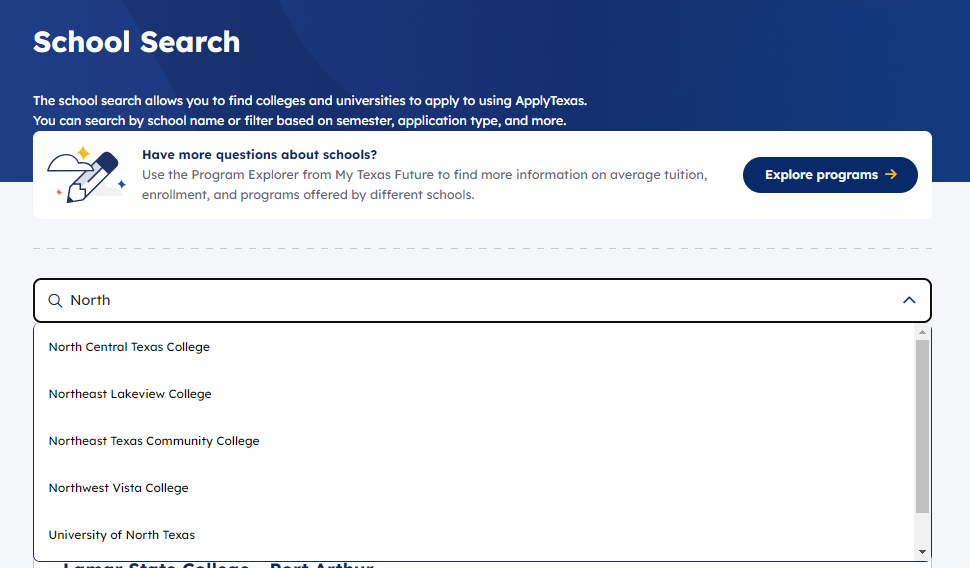 School Search
The school search allows you to find colleges and universities to apply to using ApplyTexas.
You can search by school name or filter based on semester, application type, and more.
Have more questions about schools?
Use the Program Explorer from My Texas Future to find more information on average tuition,
enrollment, and programs offered by different schools.
Explore programs
North
North Central Texas College
Northeast Lakeview College
Northeast Texas Community College
Northwest Vista College
University of North Texas
Lamar State College - Port Arthur